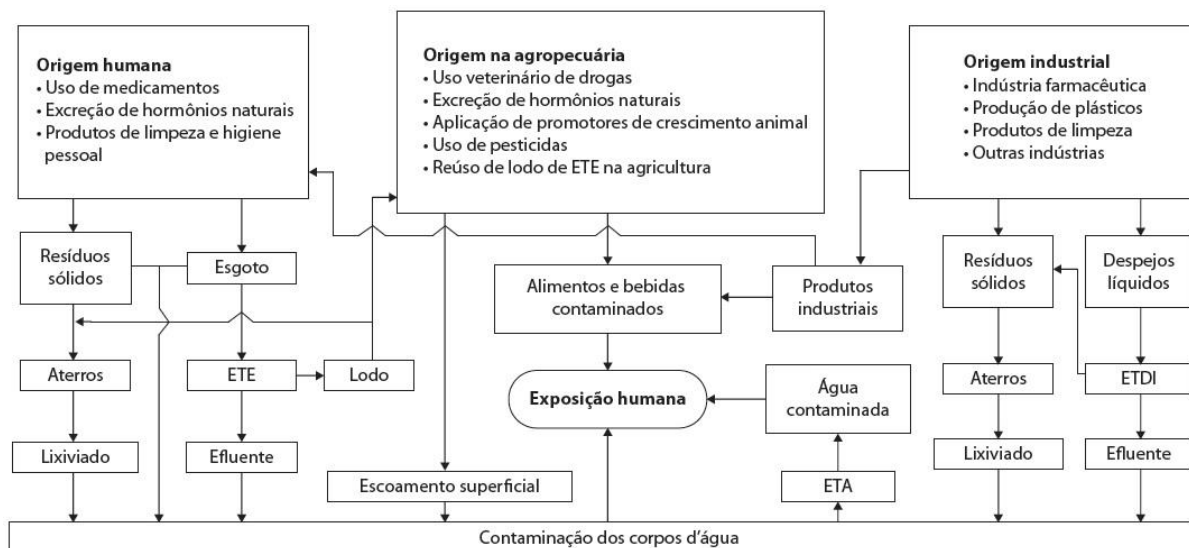 Origem humana
• Uso de medicamentos
• Excreção de hormônios naturais
• Produtos de limpeza e higiene
pessoal
Origem na agropecuária
• Uso veterinário de drogas
• Excreção de hormônios naturais
• Aplicação de promotores de crescimento animal
• Uso de pesticidas
• Reúso de lodo de ETE na agricultura
Origem industrial
• Indústria farmacêutica
• Produção de plásticos
• Produtos de limpeza
• Outras indústrias
Resíduos
sólidos
Esgoto
Alimentos e bebidas
contaminados
Produtos
industriais
Resíduos
sólidos
Despejos
líquidos
Aterros
ETE
Lodo
Exposição humana
Água
contaminada
Aterros
ETDI
Lixiviado
Efluente
Escoamento superficial
ETA
Lixiviado
Efluente
Contaminação dos corpos d’água